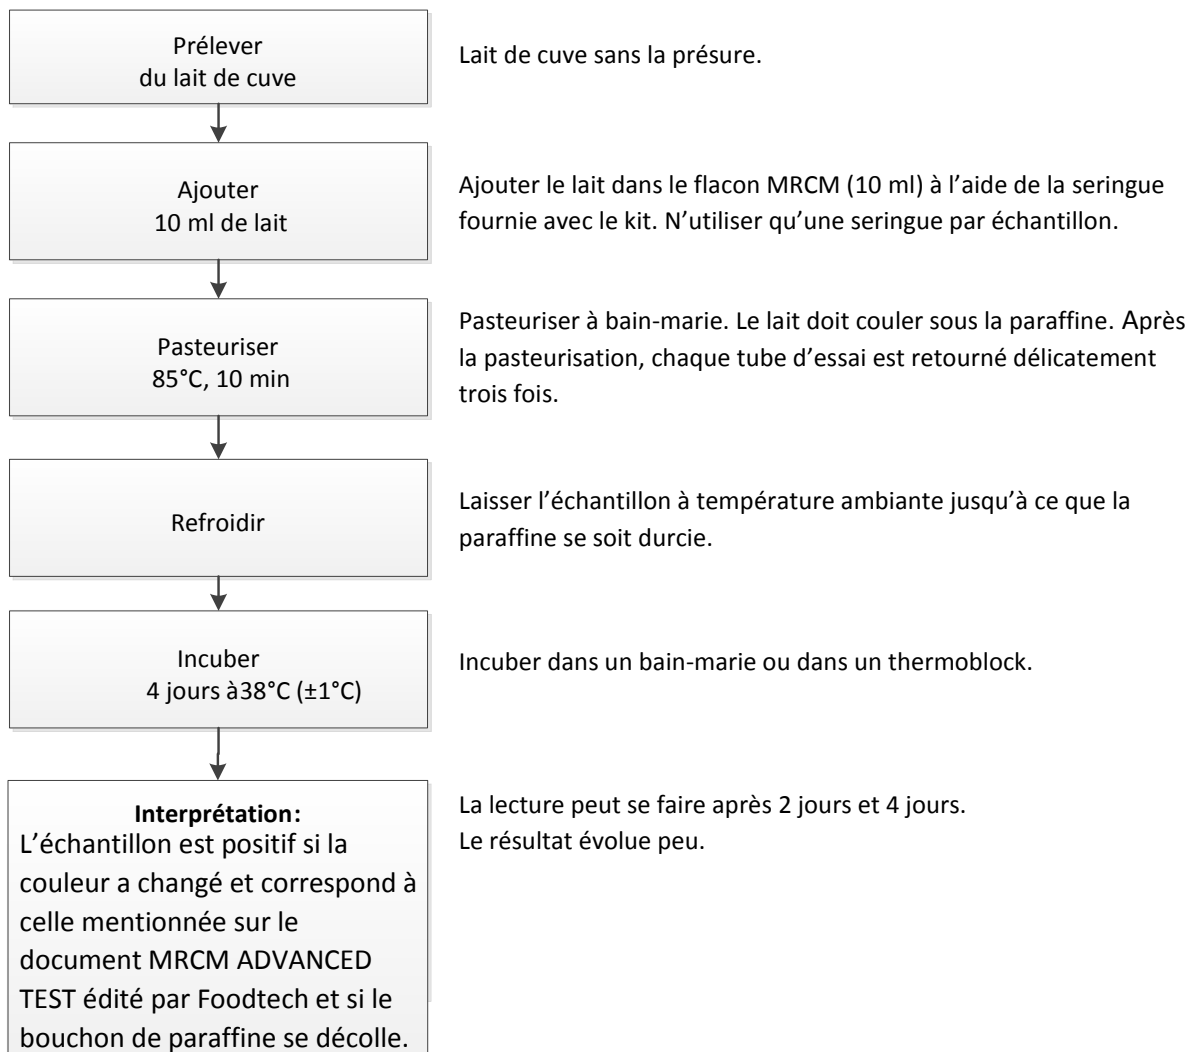 Prélever
du lait de cuve
Lait de cuve sans la présure.
Ajouter
10 ml de lait
Ajouter le lait dans le flacon MRCM (10 ml) à l’aide de la seringue
fournie avec le kit. N’utiliser qu’une seringue par échantillon.
Pasteuriser
85°C, 10 min
Pasteuriser à bain-marie. Le lait doit couler sous la paraffine. Après
la pasteurisation, chaque tube d’essai est retourné délicatement
trois fois.
Refroidir
Laisser l’échantillon à température ambiante jusqu’à ce que la
paraffine se soit durcie.
Incuber
4 jours à38°C (±1°C)
Incuber dans un bain-marie ou dans un thermoblock.
Interprétation:
L’échantillon est positif si la
couleur a changé et correspond à
celle mentionnée sur le
document MRCM ADVANCED
TEST édité par Foodtech et si le
bouchon de paraffine se décolle.
La lecture peut se faire après 2 jours et 4 jours.
Le résultat évolue peu.